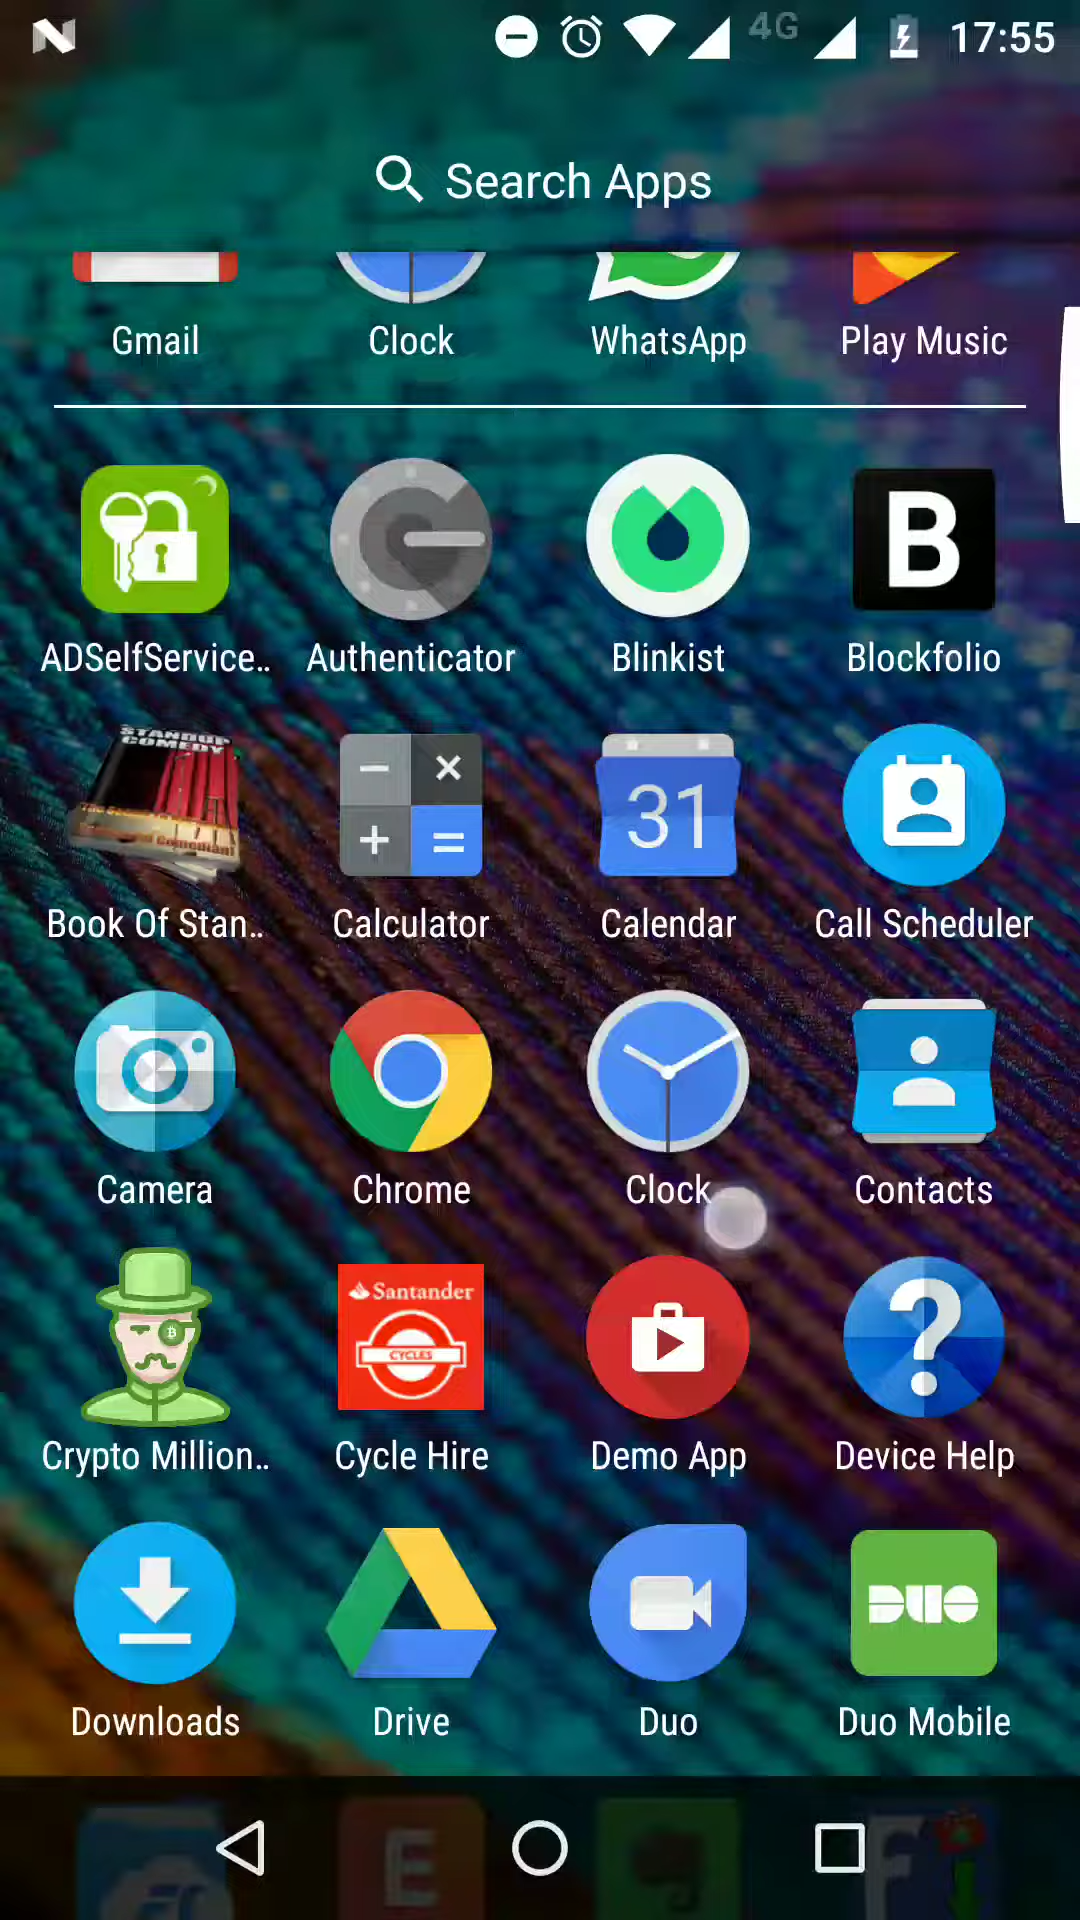 4G 17:55
Search Apps
Gmail Clock WhatsApp Play Music
B
ADSelfService.. Authenticator Blinkist Blockfolio
STANDUP
COMEDY
31
Book Of Stan.. Calculator Calendar Call Scheduler
Camera Chrome Clock Contacts
Santander
CYCLES
Crypto Million.. Cycle Hire Demo App Device Help
DUO
Downloads Drive Duo Duo Mobile